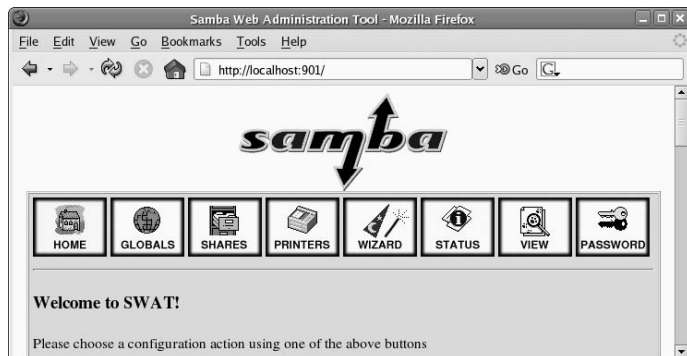 Samba Web Administration Tool - Mozilla Firefox
File Edit View Go Bookmarks Tools Help
http://localhost:901/ Go G
samba
HOME GLOBALS SHARES PRINTERS WIZARD STATUS VIEW PASSWORD
Welcome to SWAT!
Please choose a configuration action using one of the above buttons